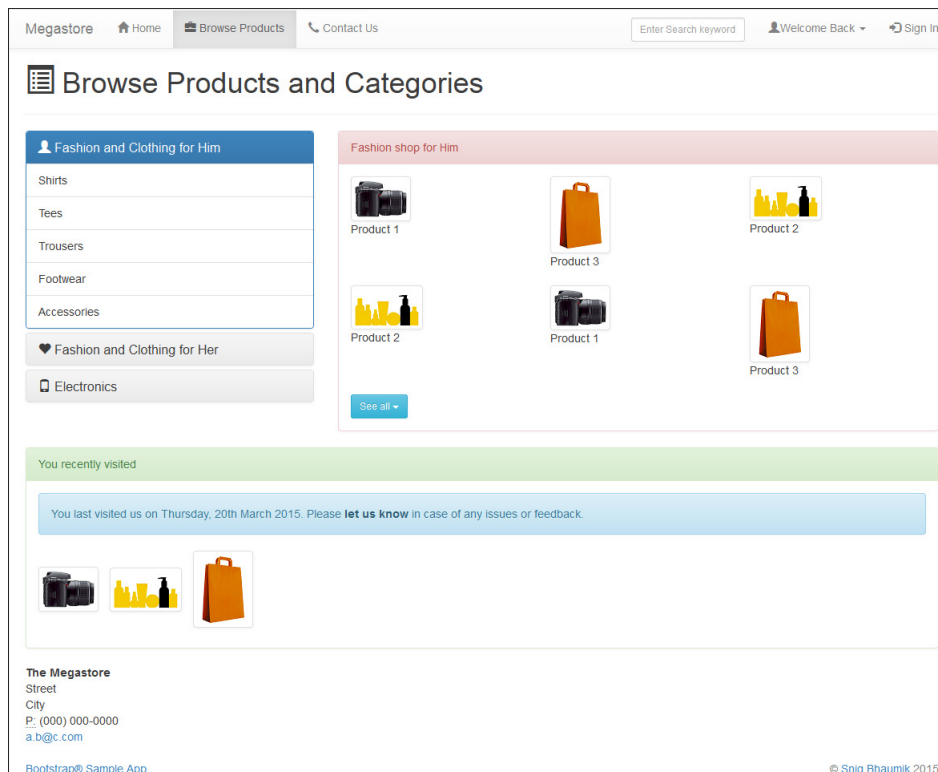 Megastore Home Browse Products Contact Us Enter Search keyword Welcome Back Sign In
Browse Products and Categories
Fashion and Clothing for Him
Shirts
Tees
Trousers
Footwear
Accessories
Fashion and Clothing for Her
Electronics
Fashion shop for Him
Product 1
Product 3
Product 2
Product 2
Product 1
Product 3
See all
You recently visited
You last visited us on Thursday, 20th March 2015. Please let us know in case of any issues or feedback.
The Megastore
Street
City
P: (000) 000-0000
a.b@c.com
Bootstrap® Sample App © Snig Bhaumik 2015